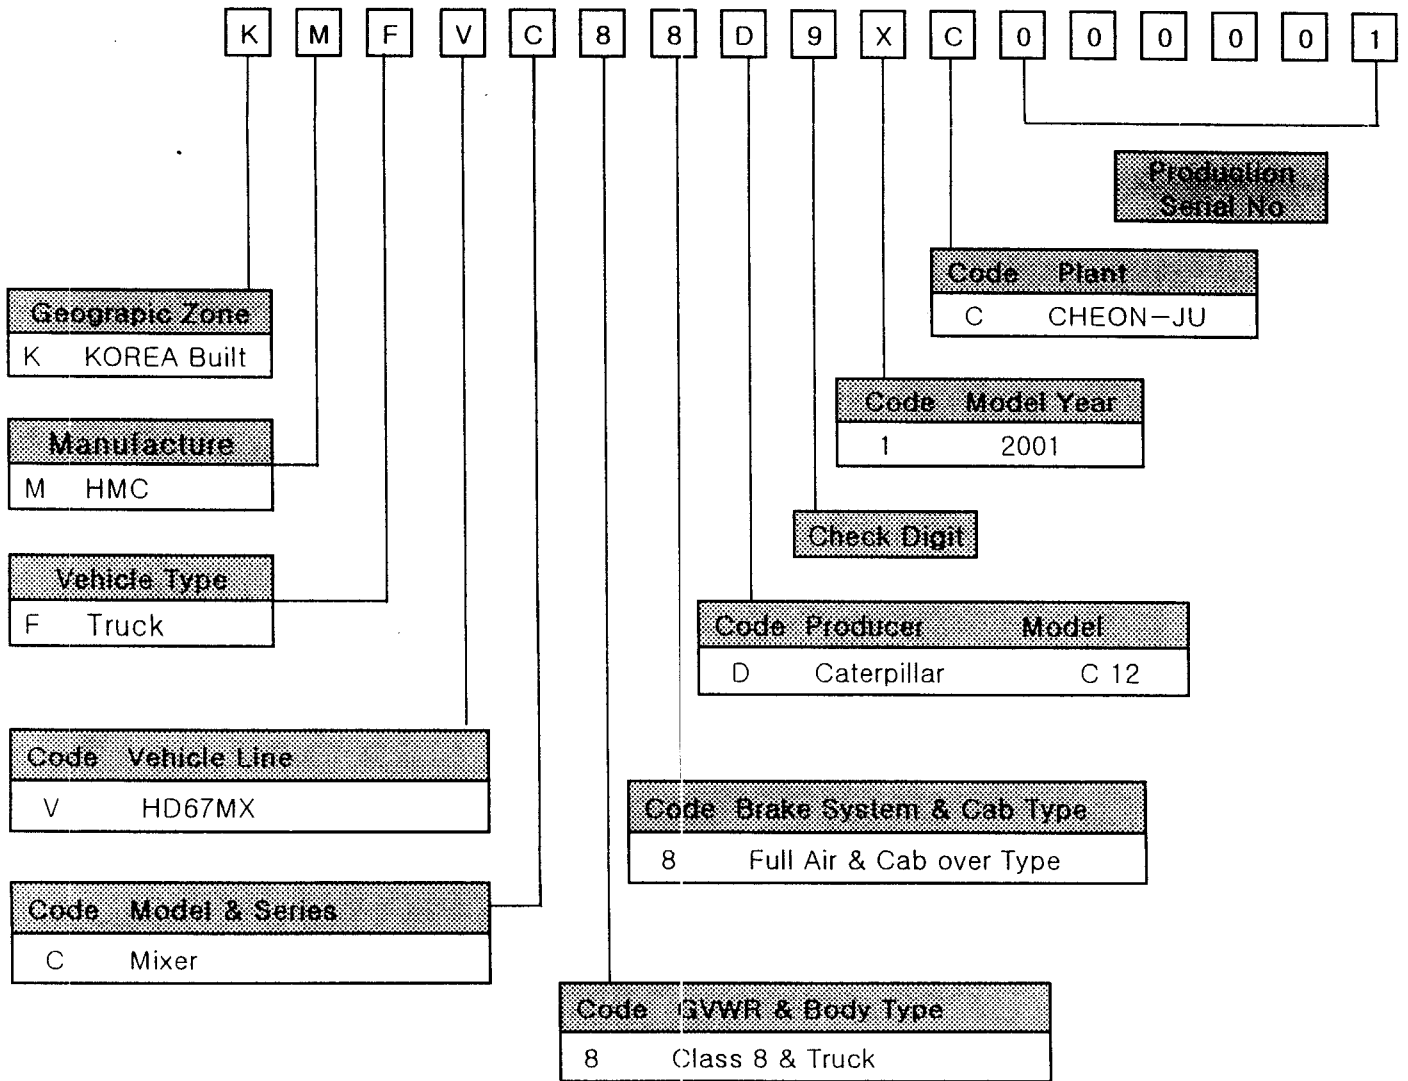 K M F V C 8 8 D 9 X C 0 0 0 0 0 1
Production
Serial No
Code Plant
C CHEON-JU
Geograpic Zone
K KOREA Built
Code Model Year
1 2001
Manufacture
M HMC
Check Digit
Vehicle Type
F Truck
Code Producer Model
D Caterpillar C 12
Code Vehicle Line
V HD67MX
Code Brake System & Cab Type
8 Full Air & Cab over Type
Code Model & Series
C Mixer
Code GVWR & Body Type
8 Class 8 & Truck